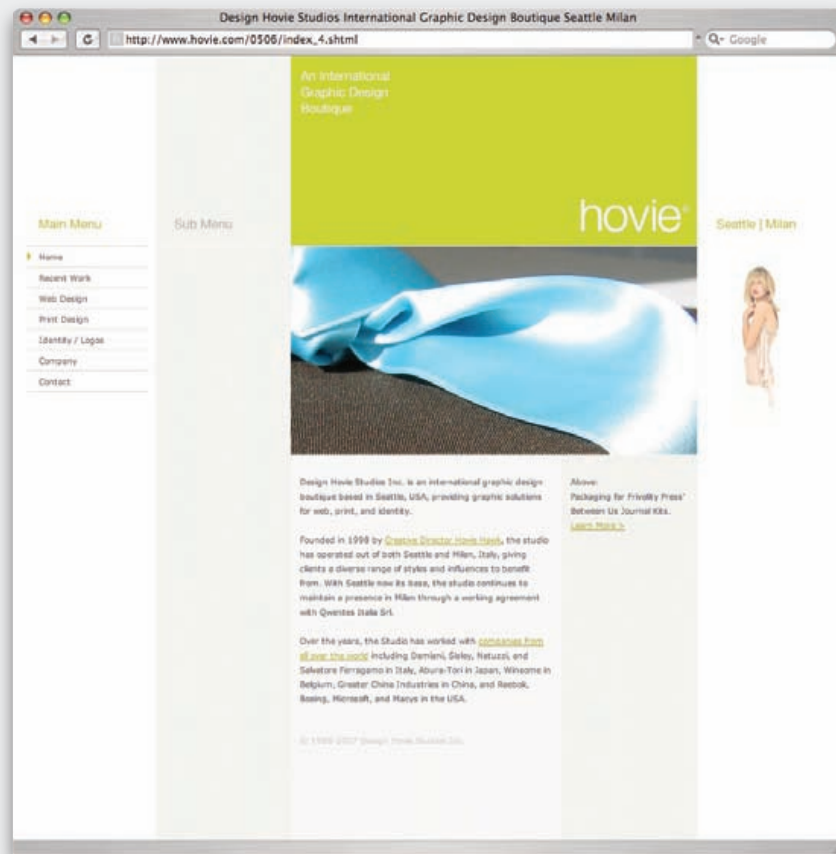 Design Hovie Studios International Graphic Design Boutique Seattle Milan
http://www.hovie.com/0506/index_4.shtml
Google
An International
Graphic Design
Boutique
hovie
Main Menu
Sub Menu
Seattle | Milan
Home
Recent Work
Web Design
Print Design
Identity / Logos
Company
Contact
Design Hovie Studios Inc. is an international graphic design
boutique based in Seattle, USA, providing graphic solutions
for web, print, and identity.
Founded in 1998 by Creative Director Hovie Hawk, the studio
has operated out of both Seattle and Milan, Italy, giving
clients a diverse range of styles and influences to benefit
from. With Seattle now its base, the studio continues to
maintain a presence in Milan through a working agreement
with Qwentes Italia Srl.
Over the years, the Studio has worked with companies from
all over the world including Damiani, Sisley, Natuzzi, and
Salvatore Ferragamo in Italy, Abura-Tori in Japan, Winsome in
Belgium, Greater China Industries in China, and Reebok,
Boeing, Microsoft, and Macys in the USA.
© 1998-2007 Design Hovie Studios Inc.
Above:
Packaging for Frivolity Press'
Between Us Journal Kits.
Learn More >